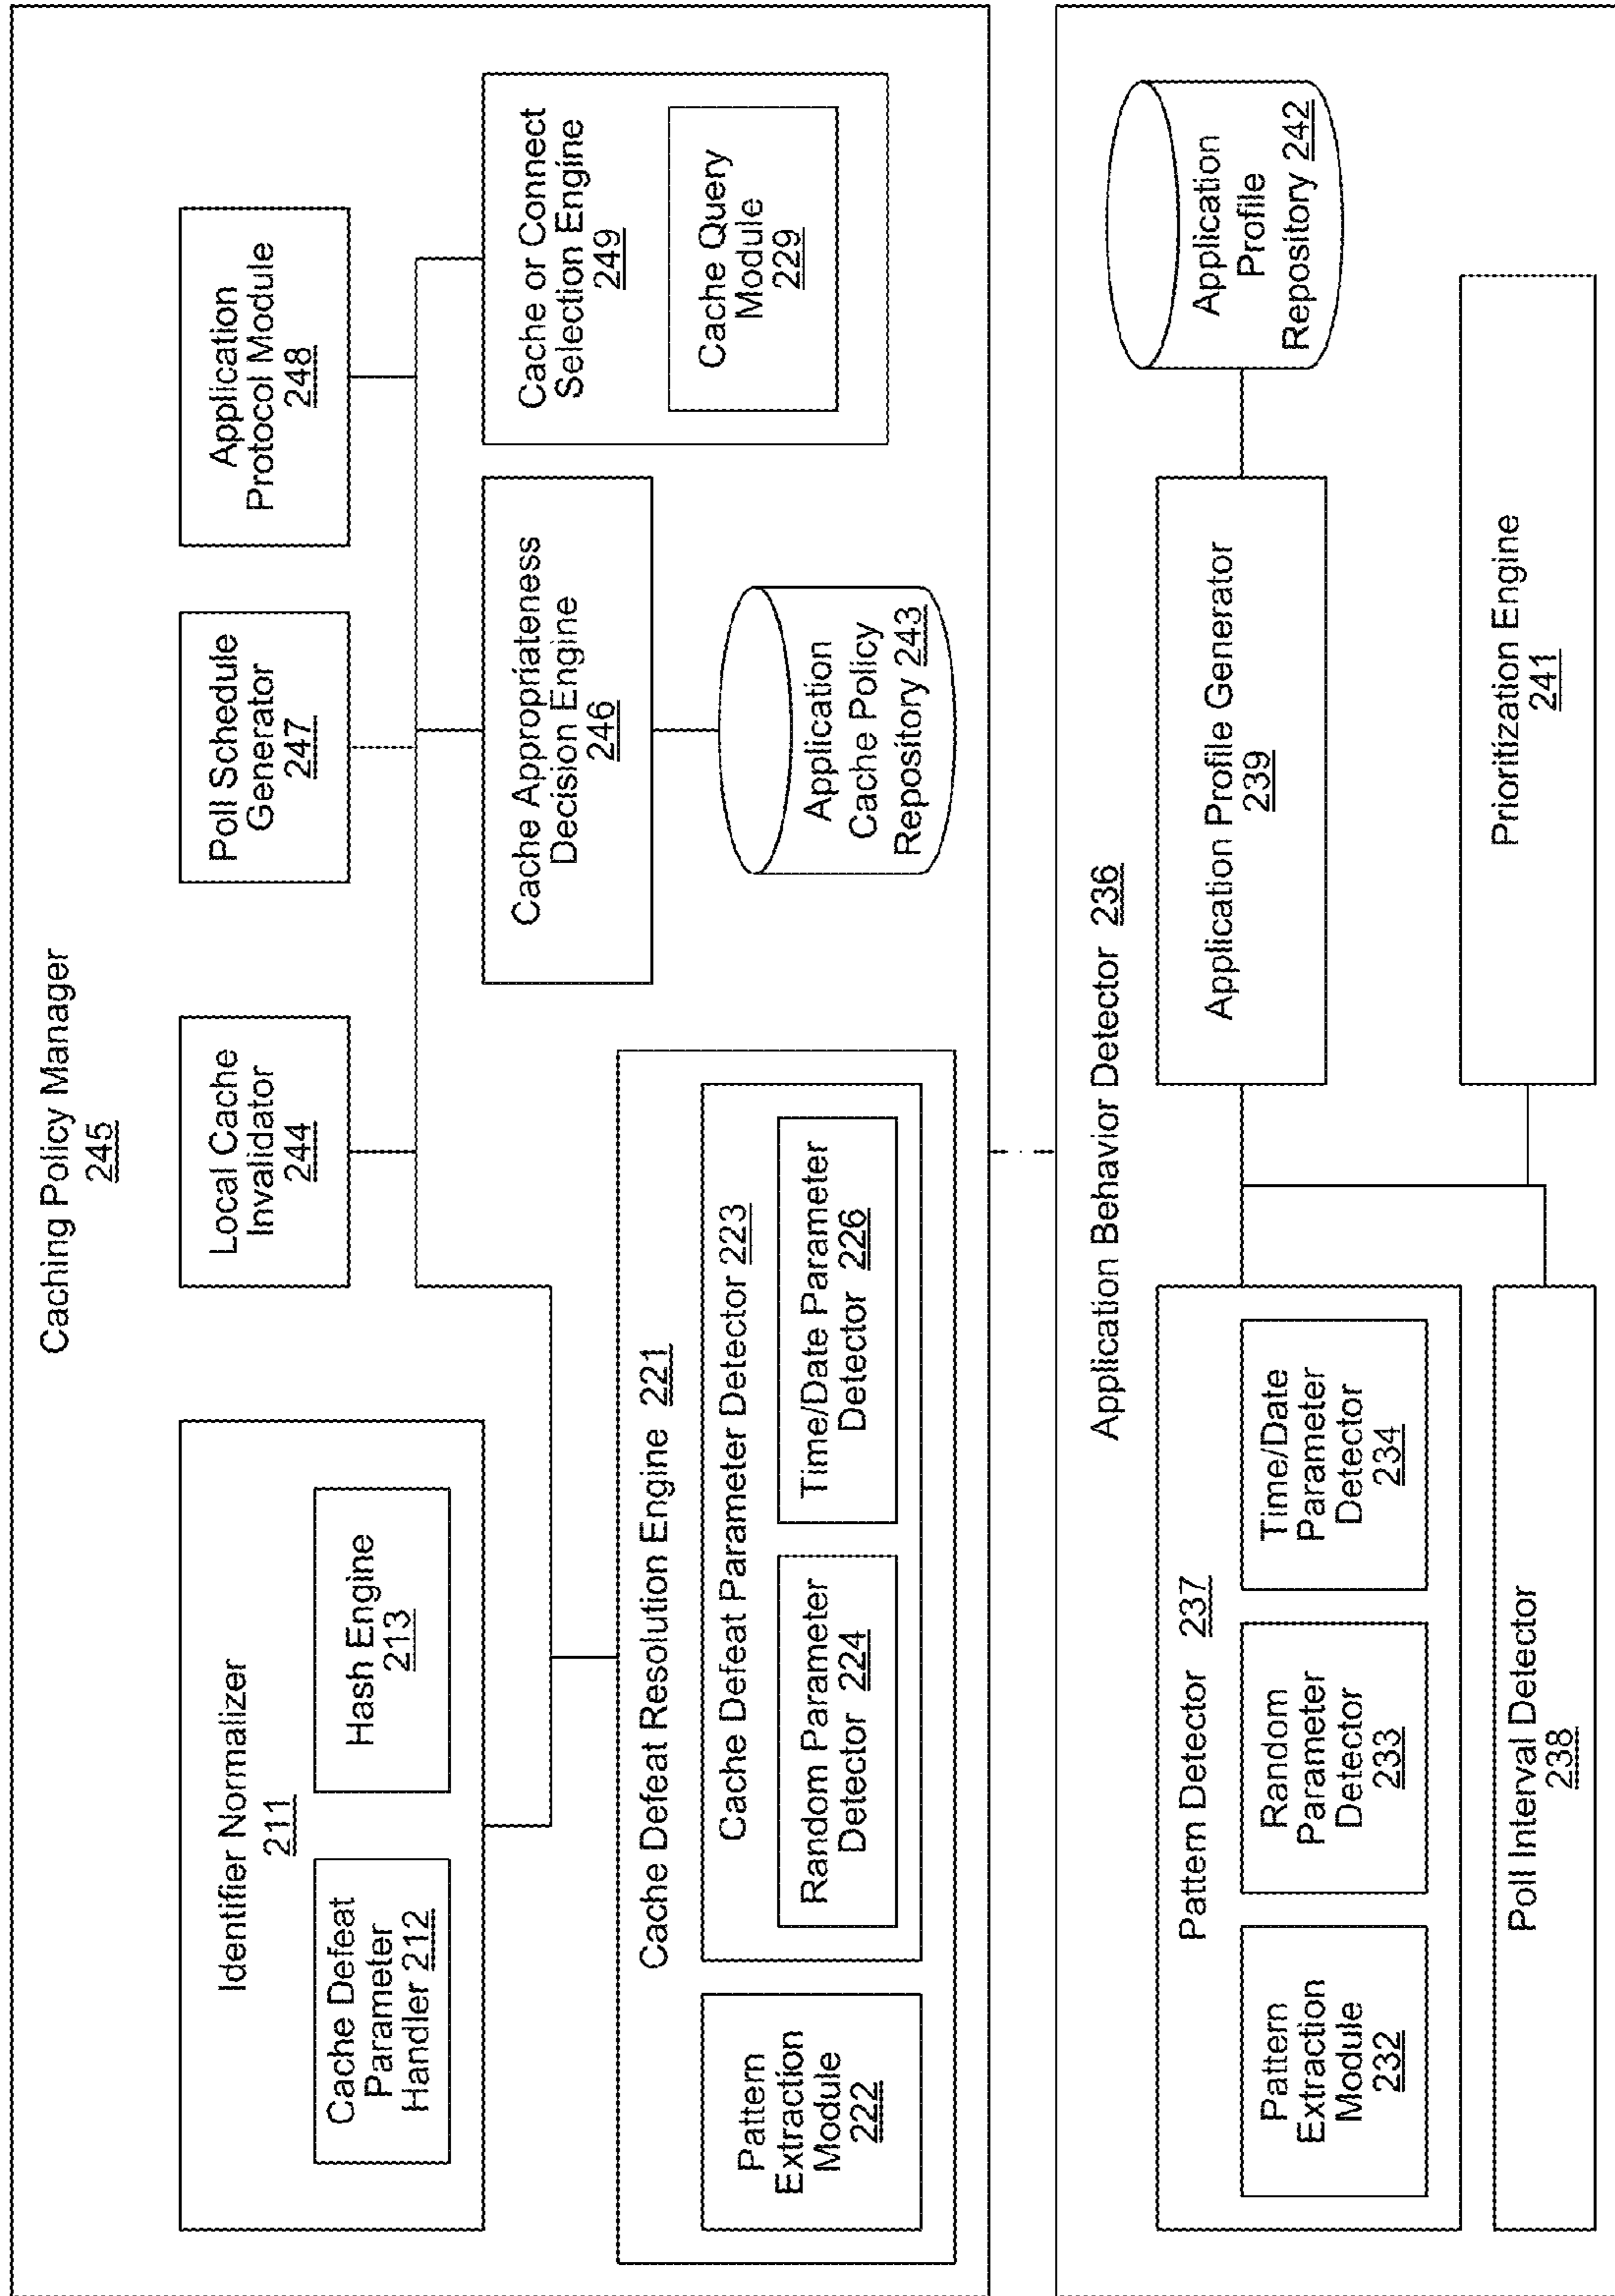 Caching Policy Manager
245
Identifier Normalizer
211
Cache Defeat
Parameter
Handler 212
Hash Engine
213
Local Cache
Invalidator
244
Poll Schedule
Generator
247
Application
Protocol Module
248
Cache Defeat Resolution Engine 221
Pattern
Extraction
Module
222
Cache Defeat Parameter Detector 223
Random Parameter
Detector 224
Time/Date Parameter
Detector 226
Cache Appropriateness
Decision Engine
246
Application
Cache Policy
Repository 243
Cache or Connect
Selection Engine
249
Cache Query
Module
229
Application Behavior Detector 236
Pattern Detector 237
Pattern
Extraction
Module
232
Random
Parameter
Detector
233
Time/Date
Parameter
Detector
234
Poll Interval Detector
238
Application Profile Generator
239
Application
Profile
Repository 242
Prioritization Engine
241